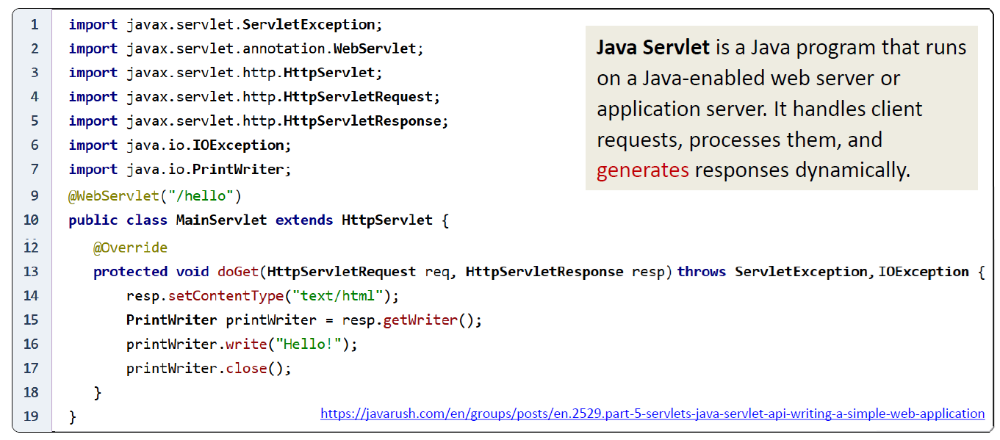 1 import javax.servlet.ServletException;
2 import javax.servlet.annotation.WebServlet;
3 import javax.servlet.http.HttpServlet;
4 import javax.servlet.http.HttpServletRequest;
5 import javax.servlet.http.HttpServletResponse;
6 import java.io.IOException;
7 import java.io.PrintWriter;
9 @WebServlet("/hello")
10 public class MainServlet extends HttpServlet {
12 @Override
13 protected void doGet(HttpServletRequest req, HttpServletResponse resp) throws ServletException, IOException {
14 resp.setContentType("text/html");
15 PrintWriter printWriter = resp.getWriter();
16 printWriter.write("Hello!");
17 printWriter.close();
18 }
19 }
Java Servlet is a Java program that runs
on a Java-enabled web server or
application server. It handles client
requests, processes them, and
generates responses dynamically.
https://javarush.com/en/groups/posts/en.2529.part-5-servlets-java-servlet-api-writing-a-simple-web-application